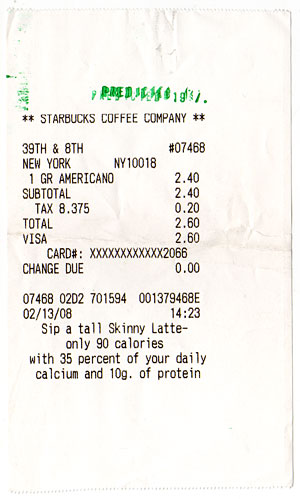 ** STARBUCKS COFFEE COMPANY **
39TH & 8TH #07468
NEW YORK NY10018
1 GR AMERICANO 2.40
SUBTOTAL 2.40
TAX 8.375 0.20
TOTAL 2.60
VISA 2.60
CARD#: XXXXXXXXXXXX2066
CHANGE DUE 0.00
07468 02D2 701594 001379468E
02/13/08 14:23
Sip a tall Skinny Latte-
only 90 calories
with 35 percent of your daily
calcium and 10g. of protein